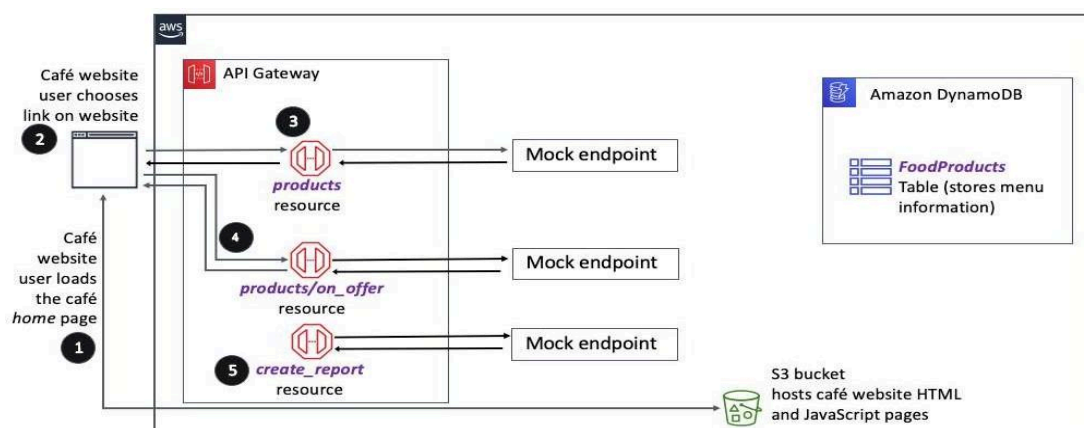 aws
Café website
user chooses
link on website
2
API Gateway
3
products
resource
Mock endpoint
Amazon DynamoDB
FoodProducts
Table (stores menu
information)
4
products/on_offer
resource
Mock endpoint
Café
website
user loads
the café
home page
1
5
create_report
resource
Mock endpoint
S3 bucket
hosts café website HTML
and JavaScript pages